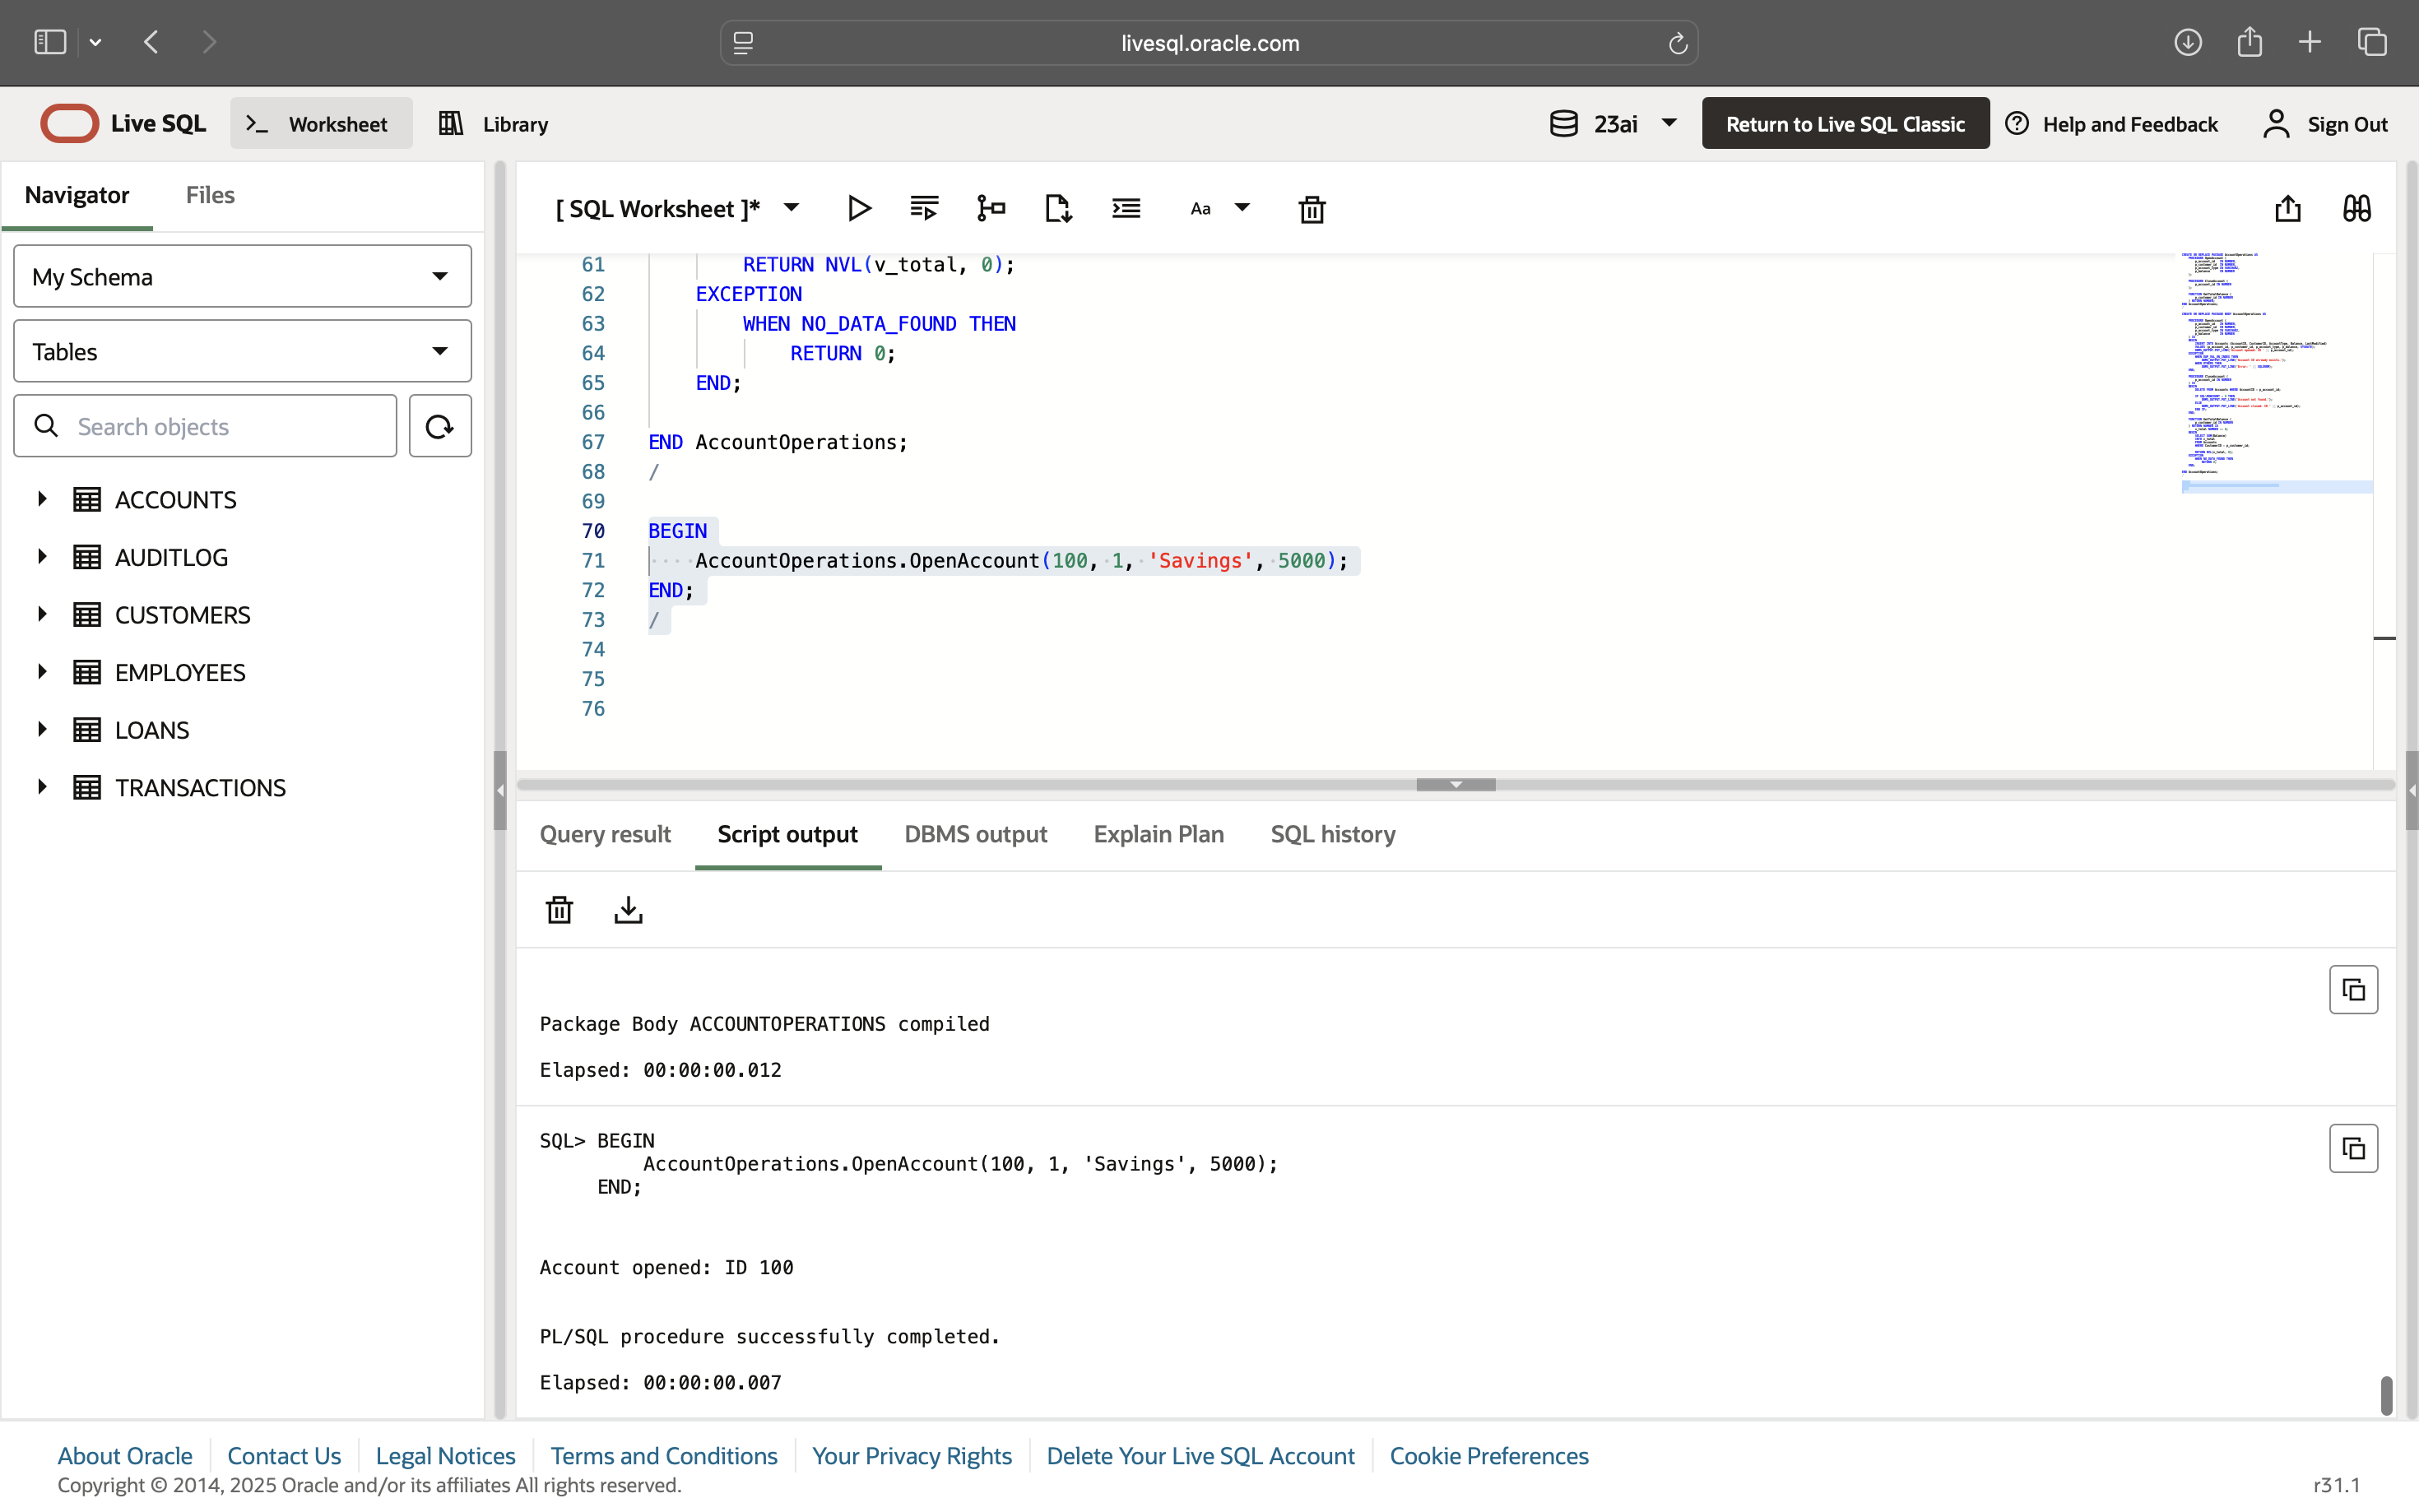 livesql.oracle.com
Live SQL
Worksheet
Library
23ai
Return to Live SQL Classic
Help and Feedback
Sign Out
Navigator
Files
My Schema
Tables
Search objects
ACCOUNTS
AUDITLOG
CUSTOMERS
EMPLOYEES
LOANS
TRANSACTIONS
[ SQL Worksheet ]*
Aa
61 RETURN NVL(v_total, 0);
62 EXCEPTION
63 WHEN NO_DATA_FOUND THEN
64 RETURN 0;
65 END;
66
67 END AccountOperations;
68 /
69
70 BEGIN
71 AccountOperations.OpenAccount(100, 1, 'Savings', 5000);
72 END;
73 /
74
75
76
Query result
Script output
DBMS output
Explain Plan
SQL history
Package Body ACCOUNTOPERATIONS compiled
Elapsed: 00:00:00.012
SQL> BEGIN
AccountOperations.OpenAccount(100, 1, 'Savings', 5000);
END;
Account opened: ID 100
PL/SQL procedure successfully completed.
Elapsed: 00:00:00.007
About Oracle
Contact Us
Legal Notices
Terms and Conditions
Your Privacy Rights
Delete Your Live SQL Account
Cookie Preferences
Copyright © 2014, 2025 Oracle and/or its affiliates All rights reserved.
r31.1